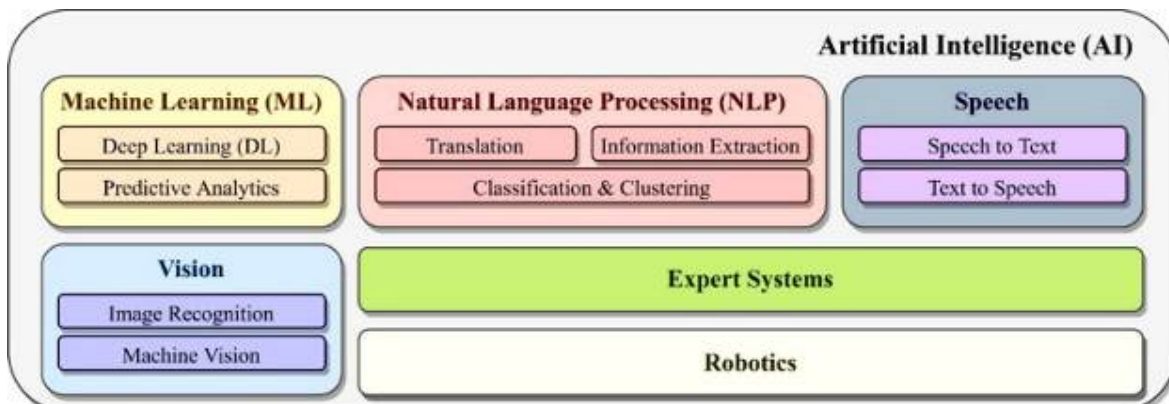 Artificial Intelligence (AI)
Machine Learning (ML)
Deep Learning (DL)
Predictive Analytics
Natural Language Processing (NLP)
Translation
Information Extraction
Classification & Clustering
Speech
Speech to Text
Text to Speech
Vision
Image Recognition
Machine Vision
Expert Systems
Robotics